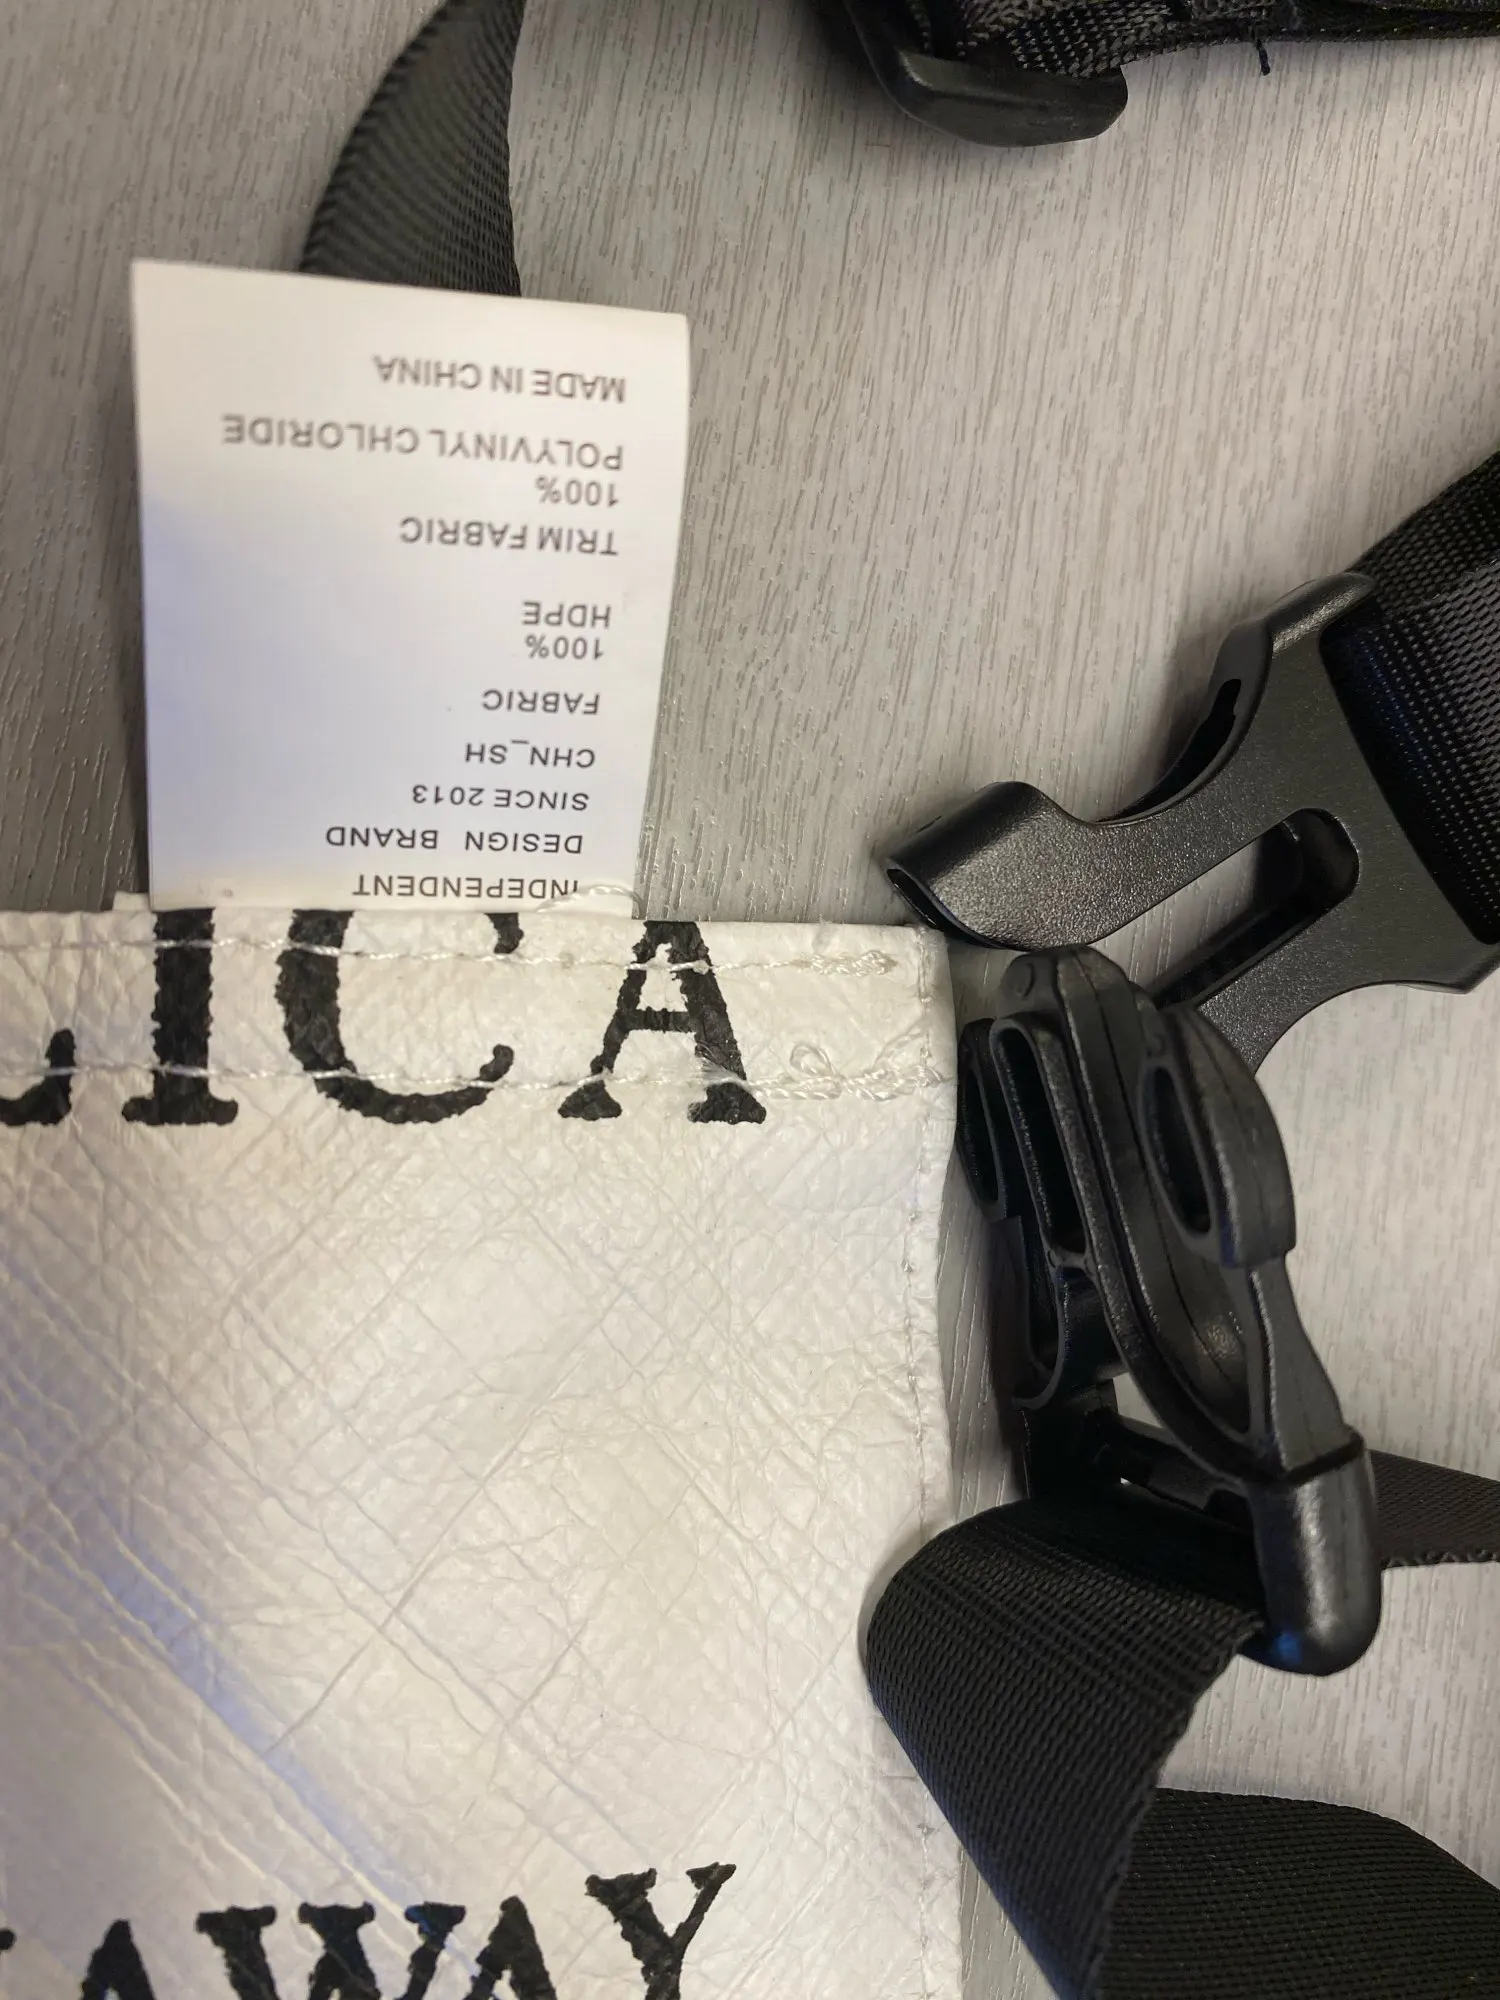 INDEPENDENT
DESIGN BRAND
SINCE 2013
CHN_SH
FABRIC
100%
HDPE
TRIM FABRIC
100%
POLYVINYL CHLORIDE
MADE IN CHINA
ICA
AWAY